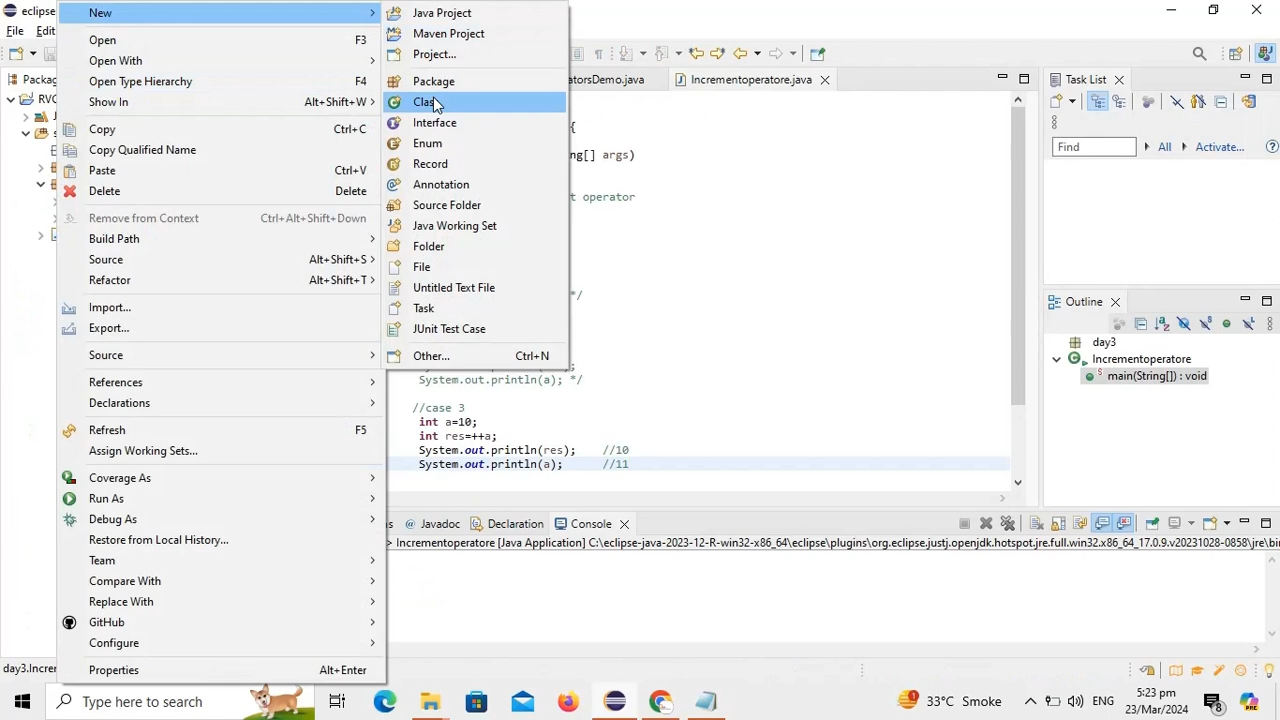 eclipse
File
Edit
Package
RVC
New
Open F3
Open With
Open Type Hierarchy F4
Show In Alt+Shift+W
Copy Ctrl+C
Copy Qualified Name
Paste Ctrl+V
Delete Delete
Remove from Context Ctrl+Alt+Shift+Down
Build Path
Source Alt+Shift+S
Refactor Alt+Shift+T
Import...
Export...
Source
References
Declarations
Refresh F5
Assign Working Sets...
Coverage As
Run As
Debug As
Restore from Local History...
Team
Compare With
Replace With
GitHub
Configure
Properties Alt+Enter
Java Project
Maven Project
Project...
Package
Class
Interface
Enum
Record
Annotation
Source Folder
Java Working Set
Folder
File
Untitled Text File
Task
JUnit Test Case
Other... Ctrl+N
atorsDemo.java
Incrementoperatore.java
{
ng[] args)
t operator
*/
;
System.out.println(a); */
//case 3
int a=10;
int res=++a;
System.out.println(res); //10
System.out.println(a); //11
Task List
Find
All
Activate...
Outline
day3
Incrementoperatore
main(String[]) : void
ns
Javadoc
Declaration
Console
> Incrementoperatore [Java Application] C:\eclipse-java-2023-12-R-win32-x86_64\eclipse\plugins\org.eclipse.justj.openjdk.hotspot.jre.full.win32.x86_64_17.0.9.v20231028-0858\jre\bin
day3.Incre
Type here to search
33°C Smoke
ENG
5:23 pm
23/Mar/2024
8